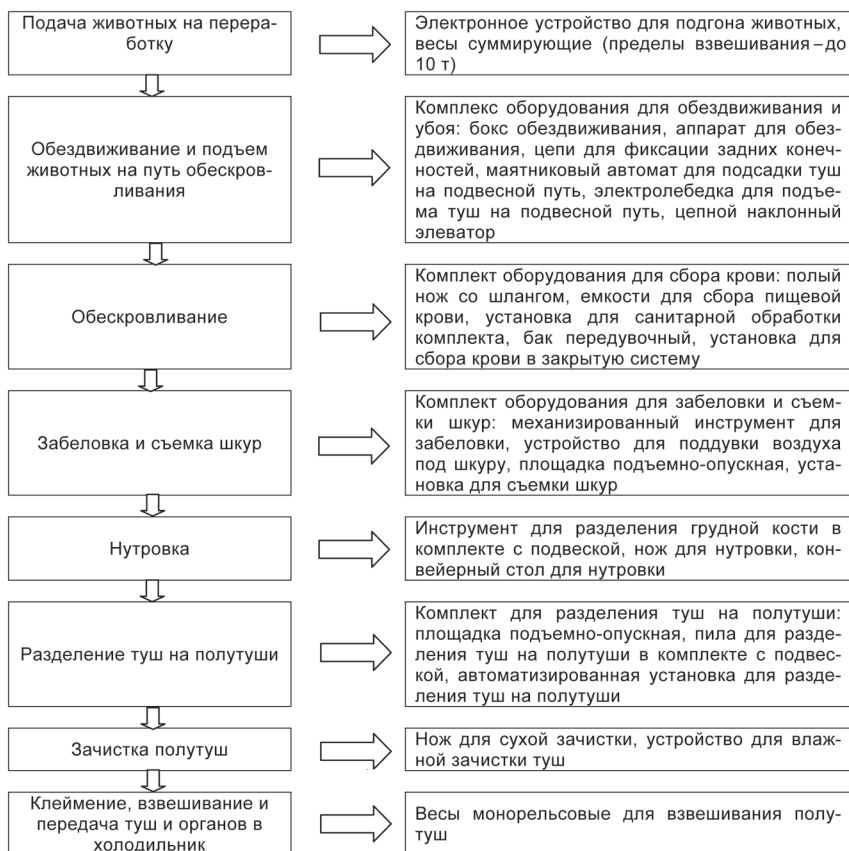 Подача животных на перера-
ботку
Электронное устройство для подгона животных,
весы суммирующие (пределы взвешивания – до
10 т)
Обездвиживание и подъем
животных на путь обескров-
ливания
Комплекс оборудования для обездвиживания и
убоя: бокс обездвиживания, аппарат для обез-
движивания, цепи для фиксации задних конеч-
ностей, маятниковый автомат для подсадки туш
на подвесной путь, электролебедка для подъе-
ма туш на подвесной путь, цепной наклонный
элеватор
Обескровливание
Комплект оборудования для сбора крови: полый
нож со шлангом, емкости для сбора пищевой
крови, установка для санитарной обработки
комплекта, бак передувочный, установка для
сбора крови в закрытую систему
Забеловка и съемка шкур
Комплект оборудования для забеловки и съем-
ки шкур: механизированный инструмент для
забеловки, устройство для поддувки воздуха
под шкуру, площадка подъемно-опускная, уста-
новка для съемки шкур
Нутровка
Инструмент для разделения грудной кости в
комплекте с подвеской, нож для нутровки, кон-
вейерный стол для нутровки
Разделение туш на полутуши
Комплект для разделения туш на полутуши:
площадка подъемно-опускная, пила для разде-
ления туш на полутуши в комплекте с подвес-
кой, автоматизированная установка для разде-
ления туш на полутуши
Зачистка полутуш
Нож для сухой зачистки, устройство для влаж-
ной зачистки туш
Клеймение, взвешивание и
передача туш и органов в
холодильник
Весы монорельсовые для взвешивания полу-
туш